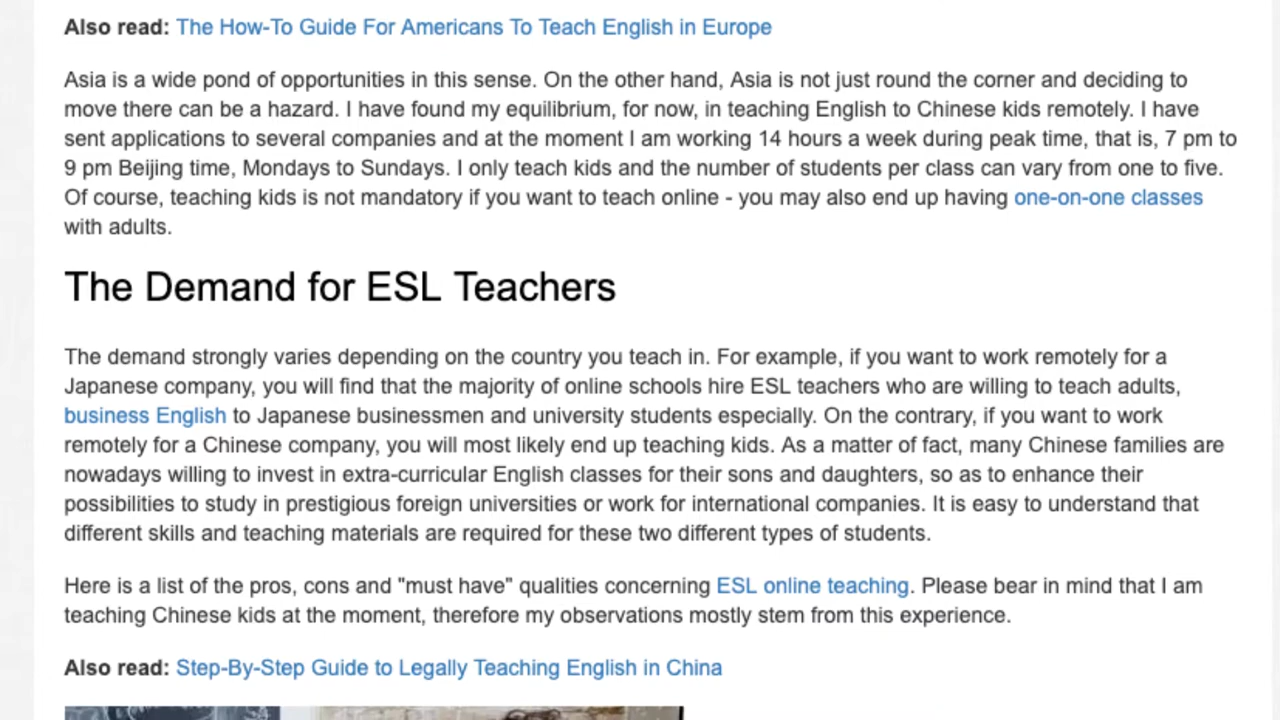 Also read: The How-To Guide For Americans To Teach English in Europe
Asia is a wide pond of opportunities in this sense. On the other hand, Asia is not just round the corner and deciding to
move there can be a hazard. I have found my equilibrium, for now, in teaching English to Chinese kids remotely. I have
sent applications to several companies and at the moment I am working 14 hours a week during peak time, that is, 7 pm to
9 pm Beijing time, Mondays to Sundays. I only teach kids and the number of students per class can vary from one to five.
Of course, teaching kids is not mandatory if you want to teach online - you may also end up having one-on-one classes
with adults.
The Demand for ESL Teachers
The demand strongly varies depending on the country you teach in. For example, if you want to work remotely for a
Japanese company, you will find that the majority of online schools hire ESL teachers who are willing to teach adults,
business English to Japanese businessmen and university students especially. On the contrary, if you want to work
remotely for a Chinese company, you will most likely end up teaching kids. As a matter of fact, many Chinese families are
nowadays willing to invest in extra-curricular English classes for their sons and daughters, so as to enhance their
possibilities to study in prestigious foreign universities or work for international companies. It is easy to understand that
different skills and teaching materials are required for these two different types of students.
Here is a list of the pros, cons and "must have" qualities concerning ESL online teaching. Please bear in mind that I am
teaching Chinese kids at the moment, therefore my observations mostly stem from this experience.
Also read: Step-By-Step Guide to Legally Teaching English in China